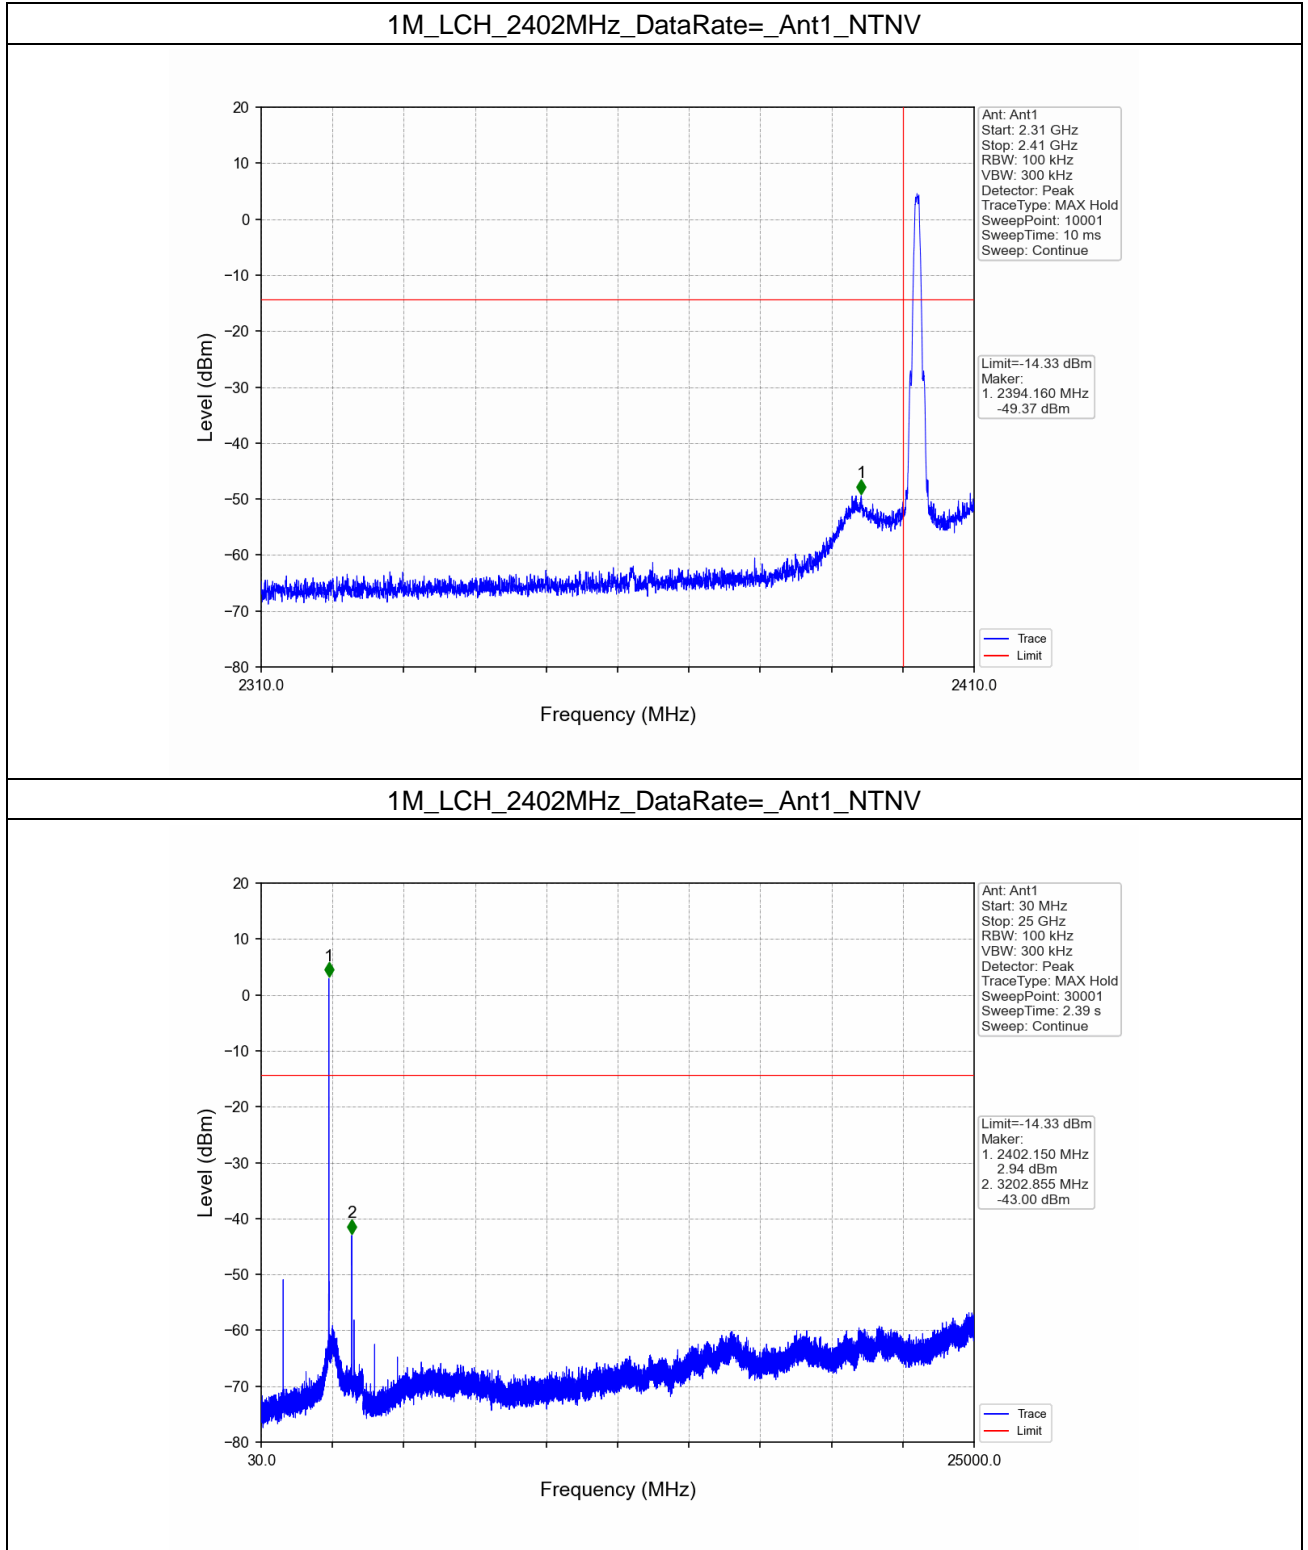 1M_LCH_2402MHz_DataRate=_Ant1_NTNV
20
10
0
−10
−20
−30
−40
−50
−60
−70
−80
Level (dBm)
1
2310.0
2410.0
Frequency (MHz)
Ant: Ant1
Start: 2.31 GHz
Stop: 2.41 GHz
RBW: 100 kHz
VBW: 300 kHz
Detector: Peak
TraceType: MAX Hold
SweepPoint: 10001
SweepTime: 10 ms
Sweep: Continue
Limit=-14.33 dBm
Maker:
1. 2394.160 MHz
-49.37 dBm
Trace
Limit
1M_LCH_2402MHz_DataRate=_Ant1_NTNV
20
10
0
−10
−20
−30
−40
−50
−60
−70
−80
Level (dBm)
1
2
30.0
25000.0
Frequency (MHz)
Ant: Ant1
Start: 30 MHz
Stop: 25 GHz
RBW: 100 kHz
VBW: 300 kHz
Detector: Peak
TraceType: MAX Hold
SweepPoint: 30001
SweepTime: 2.39 s
Sweep: Continue
Limit=-14.33 dBm
Maker:
1. 2402.150 MHz
2.94 dBm
2. 3202.855 MHz
-43.00 dBm
Trace
Limit